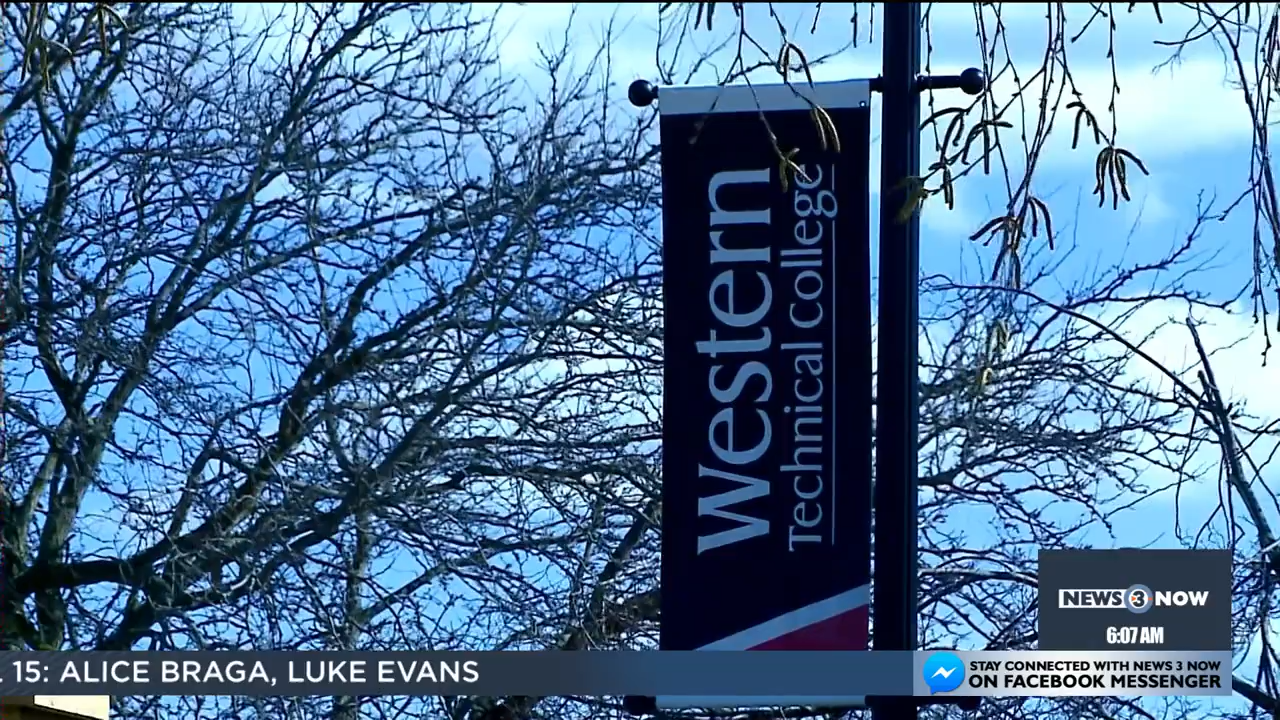 Western
Technical College
NEWS 3 NOW
6:07 AM
15: ALICE BRAGA, LUKE EVANS
STAY CONNECTED WITH NEWS 3 NOW
ON FACEBOOK MESSENGER